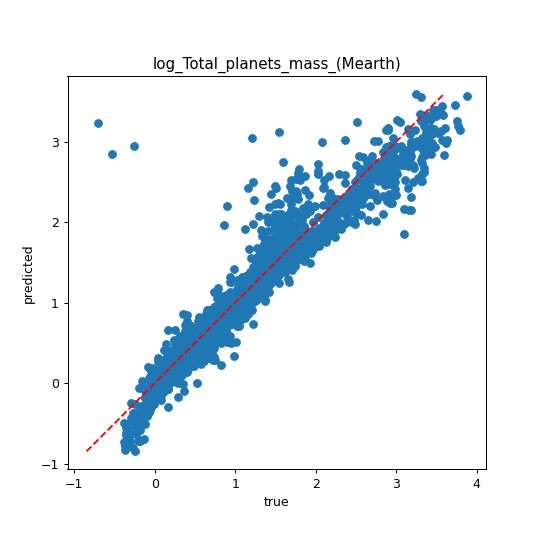 log_Total_planets_mass_(Mearth)
3
2
1
0
−1
predicted
−1 0 1 2 3 4
true